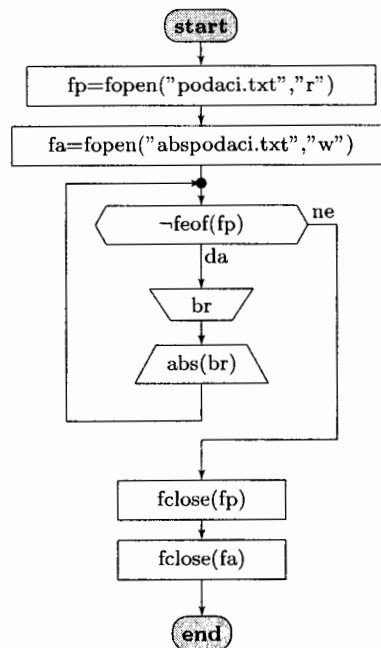 start
fp=fopen("podaci.txt","r")
fa=fopen("abspodaci.txt","w")
¬feof(fp)
ne
da
br
abs(br)
fclose(fp)
fclose(fa)
end